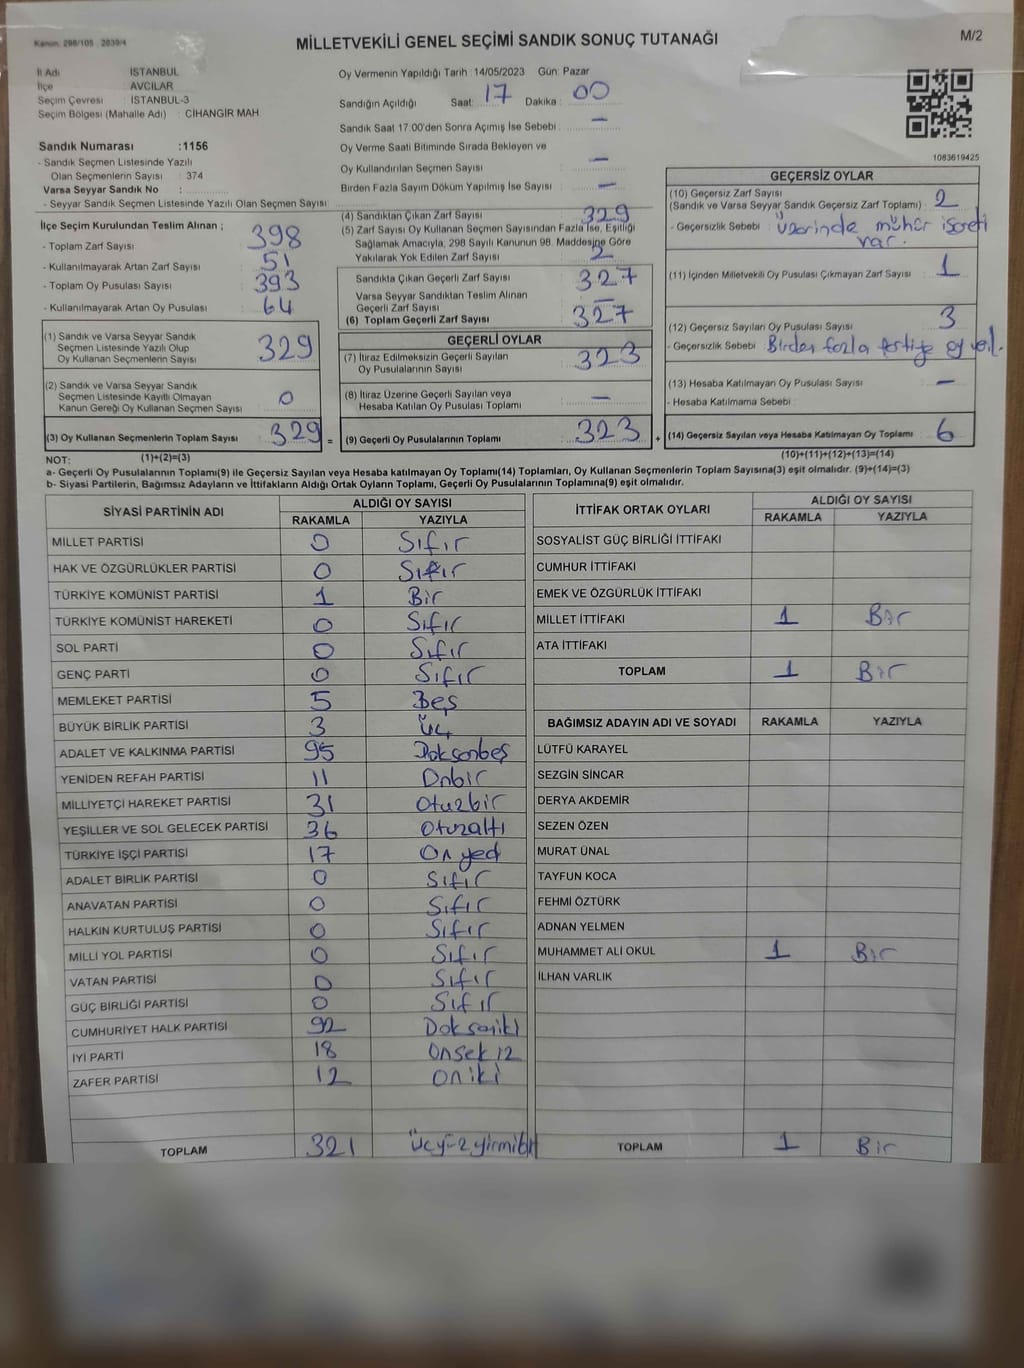 Kanun. 298/105 . 2839/4
MİLLETVEKİLİ GENEL SEÇİMİ SANDIK SONUÇ TUTANAĞI
M/2
İl Adı : İSTANBUL
İlçe : AVCILAR
Seçim Çevresi : İSTANBUL-3
Seçim Bölgesi (Mahalle Adı) : CİHANGİR MAH
Sandık Numarası :1156
- Sandık Seçmen Listesinde Yazılı
Olan Seçmenlerin Sayısı : 374
Varsa Seyyar Sandık No :
- Seyyar Sandık Seçmen Listesinde Yazılı Olan Seçmen Sayısı
Oy Vermenin Yapıldığı Tarih :14/05/2023 Gün: Pazar
Sandığın Açıldığı Saat: 17 Dakika : 00
Sandık Saat 17:00'den Sonra Açımış İse Sebebi : —
Oy Verme Saati Bitiminde Sırada Bekleyen ve
Oy Kullandırılan Seçmen Sayısı —
Birden Fazla Sayım Döküm Yapılmış İse Sayısı —
1083619425
İlçe Seçim Kurulundan Teslim Alınan ;
- Toplam Zarf Sayısı 398
- Kullanılmayarak Artan Zarf Sayısı 51
- Toplam Oy Pusulası Sayısı 393
- Kullanılmayarak Artan Oy Pusulası 64
(1) Sandık ve Varsa Seyyar Sandık
Seçmen Listesinde Yazılı Olup
Oy Kullanan Seçmenlerin Sayısı 329
(2) Sandık ve Varsa Seyyar Sandık
Seçmen Listesinde Kayıtlı Olmayan
Kanun Gereği Oy Kullanan Seçmen Sayısı 0
(3) Oy Kullanan Seçmenlerin Toplam Sayısı 329 =
(4) Sandıktan Çıkan Zarf Sayısı 329
(5) Zarf Sayısı Oy Kullanan Seçmen Sayısından Fazla İse, Eşitliği
Sağlamak Amacıyla, 298 Sayılı Kanunun 98. Maddesine Göre
Yakılarak Yok Edilen Zarf Sayısı 2
Sandıkta Çıkan Geçerli Zarf Sayısı 327
Varsa Seyyar Sandıktan Teslim Alınan
Geçerli Zarf Sayısı —
(6) Toplam Geçerli Zarf Sayısı 327
GEÇERLİ OYLAR
(7) İtiraz Edilmeksizin Geçerli Sayılan
Oy Pusulalarının Sayısı 323
(8) İtiraz Üzerine Geçerli Sayılan veya
Hesaba Katılan Oy Pusulası Toplamı —
(9) Geçerli Oy Pusulalarının Toplamı 323 +
GEÇERSİZ OYLAR
(10) Geçersiz Zarf Sayısı
(Sandık ve Varsa Seyyar Sandık Geçersiz Zarf Toplamı) : 2
- Geçersizlik Sebebi : Üzerinde mühür işareti
var.
(11) İçinden Milletvekili Oy Pusulası Çıkmayan Zarf Sayısı : 1
(12) Geçersiz Sayılan Oy Pusulası Sayısı 3
- Geçersizlik Sebebi Birden fazla partiye oy
(13) Hesaba Katılmayan Oy Pusulası Sayısı —
- Hesaba Katılmama Sebebi :
(14) Geçersiz Sayılan veya Hesaba Katılmayan Oy Toplamı 6
NOT: (1)+(2)=(3)
(10)+(11)+(12)+(13)=(14)
a- Geçerli Oy Pusulalarının Toplamı(9) ile Geçersiz Sayılan veya Hesaba katılmayan Oy Toplamı(14) Toplamları, Oy Kullanan Seçmenlerin Toplam Sayısına(3) eşit olmalıdır. (9)+(14)=(3)
b- Siyasi Partilerin, Bağımsız Adayların ve İttifakların Aldığı Ortak Oyların Toplamı, Geçerli Oy Pusulalarının Toplamına(9) eşit olmalıdır.
SİYASİ PARTİNİN ADI ALDIĞI OY SAYISI
RAKAMLA YAZIYLA
MİLLET PARTİSİ 0 Sıfır
HAK VE ÖZGÜRLÜKLER PARTİSİ 0 Sıfır
TÜRKİYE KOMÜNİST PARTİSİ 1 Bir
TÜRKİYE KOMÜNİST HAREKETİ 0 Sıfır
SOL PARTİ 0 Sıfır
GENÇ PARTİ 0 Sıfır
MEMLEKET PARTİSİ 5 Beş
BÜYÜK BİRLİK PARTİSİ 3 Üç
ADALET VE KALKINMA PARTİSİ 95 Doksanbeş
YENİDEN REFAH PARTİSİ 11 Onbir
MİLLİYETÇİ HAREKET PARTİSİ 31 Otuzbir
YEŞİLLER VE SOL GELECEK PARTİSİ 36 Otuzaltı
TÜRKİYE İŞÇİ PARTİSİ 17 On yed
ADALET BİRLİK PARTİSİ 0 Sıfır
ANAVATAN PARTİSİ 0 Sıfır
HALKIN KURTULUŞ PARTİSİ 0 Sıfır
MİLLİ YOL PARTİSİ 0 Sıfır
VATAN PARTİSİ 0 Sıfır
GÜÇ BİRLİĞİ PARTİSİ 0 Sıfır
CUMHURİYET HALK PARTİSİ 92 Doksaniki
İYİ PARTİ 18 Onsekiz
ZAFER PARTİSİ 12 Oniki
TOPLAM 321 Üçyüzyirmibir
İTTİFAK ORTAK OYLARI ALDIĞI OY SAYISI
RAKAMLA YAZIYLA
SOSYALİST GÜÇ BİRLİĞİ İTTİFAKI
CUMHUR İTTİFAKI
EMEK VE ÖZGÜRLÜK İTTİFAKI
MİLLET İTTİFAKI 1 Bir
ATA İTTİFAKI
TOPLAM 1 Bir
BAĞIMSIZ ADAYIN ADI VE SOYADI RAKAMLA YAZIYLA
LÜTFÜ KARAYEL
SEZGİN SİNCAR
DERYA AKDEMİR
SEZEN ÖZEN
MURAT ÜNAL
TAYFUN KOCA
FEHMİ ÖZTÜRK
ADNAN YELMEN
MUHAMMET ALİ OKUL 1 Bir
İLHAN VARLIK
TOPLAM 1 Bir